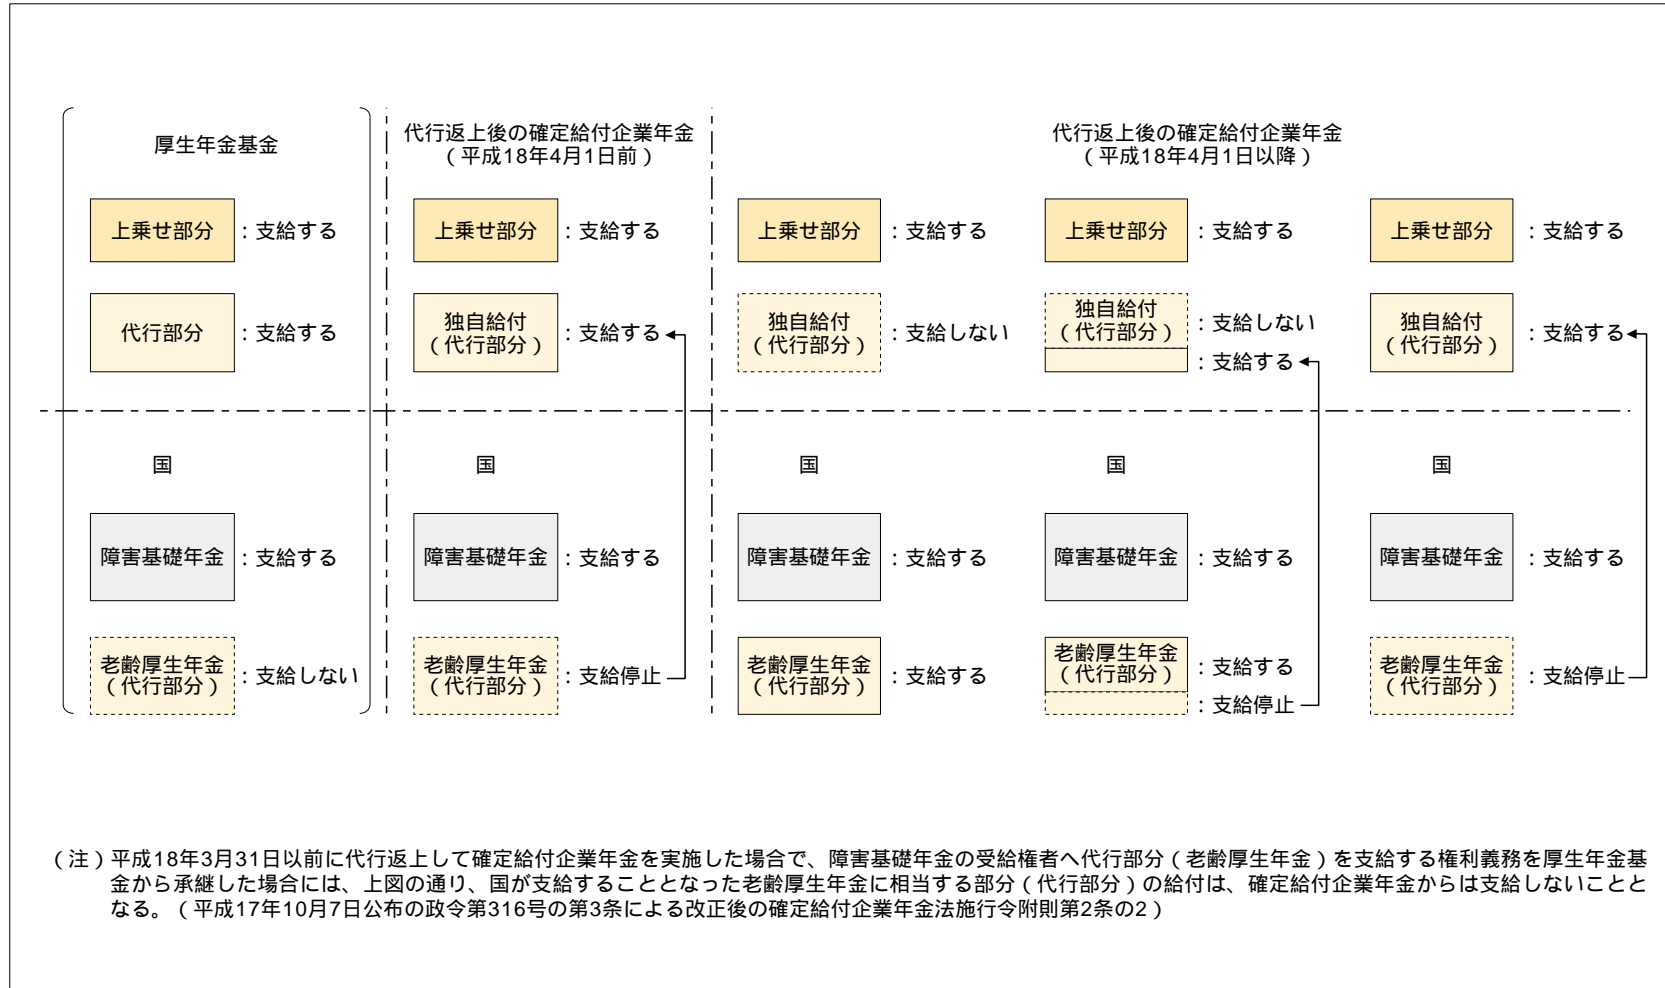 厚生年金基金
上乗せ部分 ：支給する
代行部分 ：支給する
国
障害基礎年金 ：支給する
老齢厚生年金
（代行部分） ：支給しない
代行返上後の確定給付企業年金
（平成18年4月1日前）
上乗せ部分 ：支給する
独自給付
（代行部分） ：支給する
国
障害基礎年金 ：支給する
老齢厚生年金
（代行部分） ：支給停止
代行返上後の確定給付企業年金
（平成18年4月1日以降）
上乗せ部分 ：支給する
独自給付
（代行部分） ：支給しない
国
障害基礎年金 ：支給する
老齢厚生年金
（代行部分） ：支給する
上乗せ部分 ：支給する
独自給付
（代行部分） ：支給しない
：支給する
国
障害基礎年金 ：支給する
老齢厚生年金
（代行部分） ：支給する
：支給停止
上乗せ部分 ：支給する
独自給付
（代行部分） ：支給する
国
障害基礎年金 ：支給する
老齢厚生年金
（代行部分） ：支給停止
（注）平成18年3月31日以前に代行返上して確定給付企業年金を実施した場合で、障害基礎年金の受給権者へ代行部分（老齢厚生年金）を支給する権利義務を厚生年金基
金から承継した場合には、上図の通り、国が支給することとなった老齢厚生年金に相当する部分（代行部分）の給付は、確定給付企業年金からは支給しないことと
なる。（平成17年10月7日公布の政令第316号の第3条による改正後の確定給付企業年金法施行令附則第2条の2）